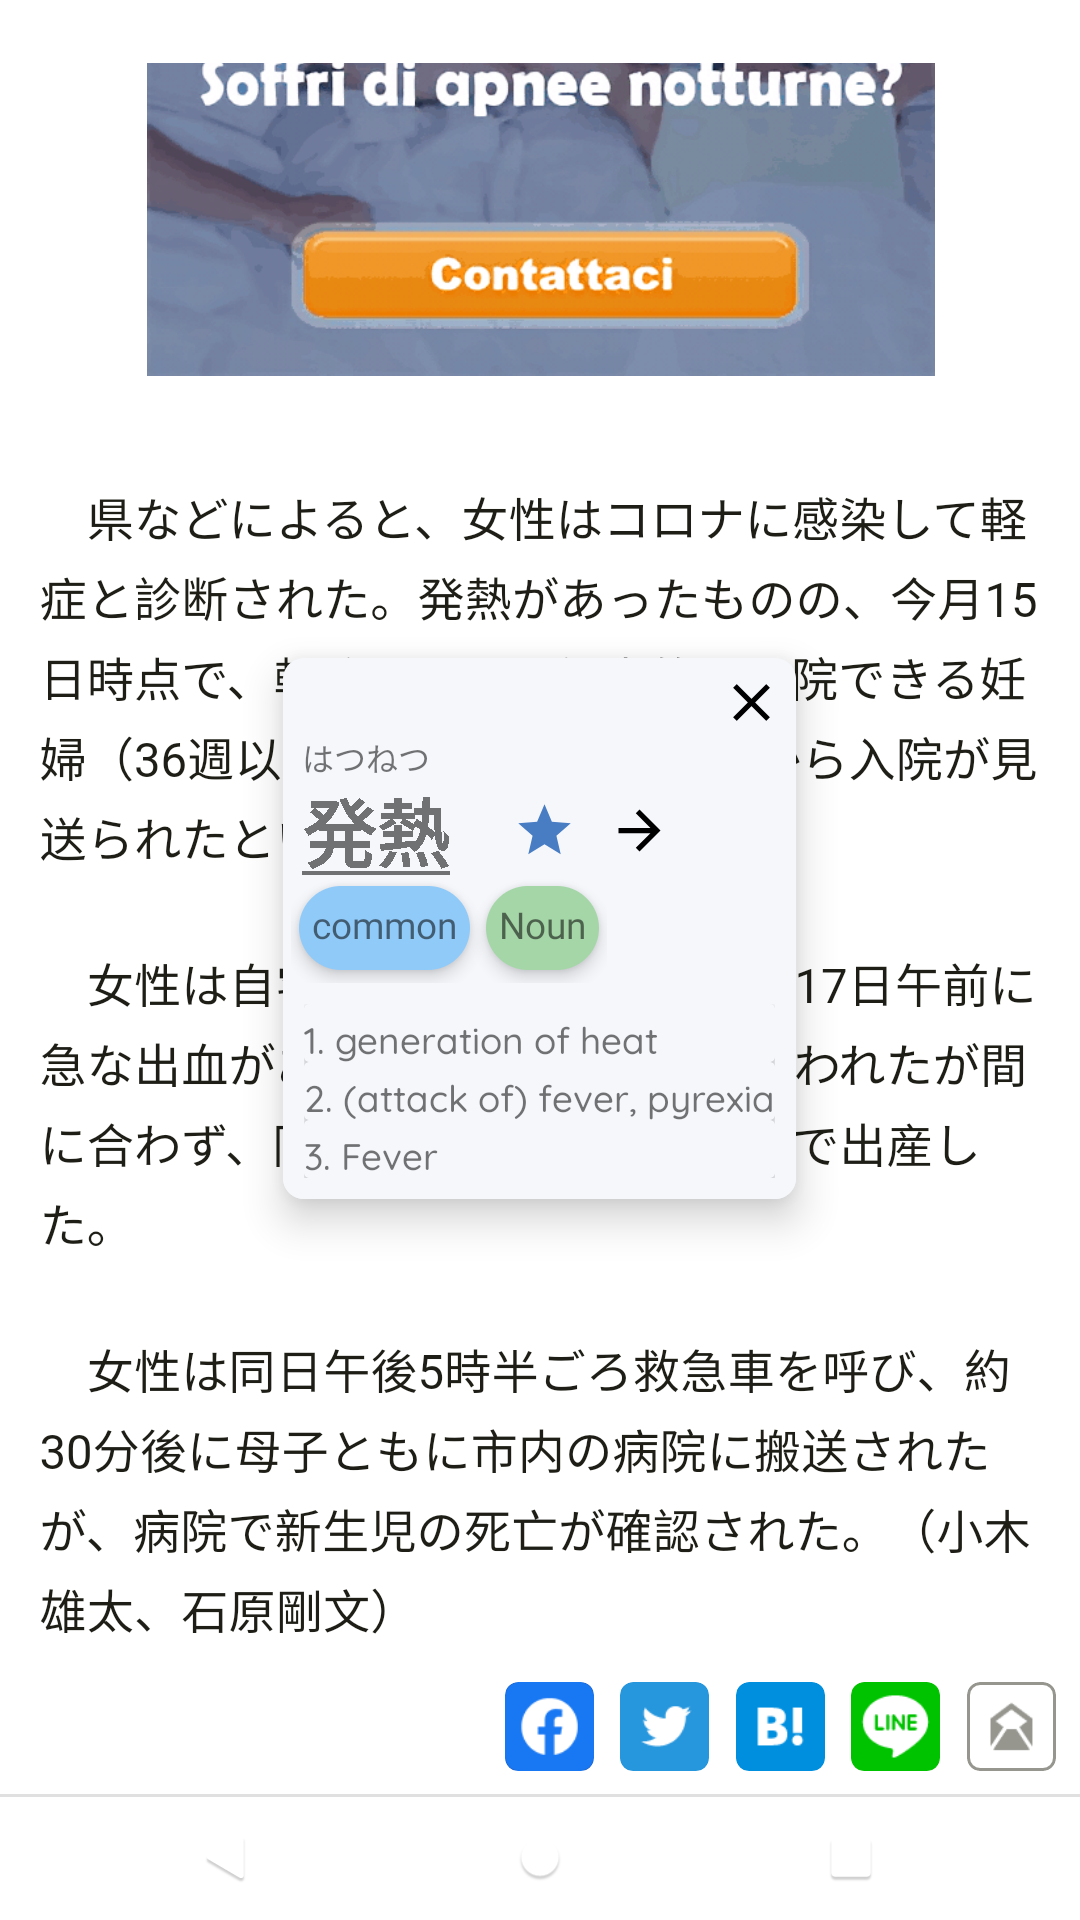 Soffri di apnee notturne?
Contattaci
県などによると、女性はコロナに感染して軽
症と診断された。発熱があったものの、今月15
日時点で、
院できる妊
婦（36週以
ら入院が見
送られたと
はつねつ
発熱
common Noun
1. generation of heat
2. (attack of) fever, pyrexia
3. Fever
女性は自
17日午前に
急な出血が
われたが間
に合わず、
で出産し
た。
女性は同日午後5時半ごろ救急車を呼び、約
30分後に母子ともに市内の病院に搬送された
が、病院で新生児の死亡が確認された。（小木
雄太、石原剛文）
B!
LINE